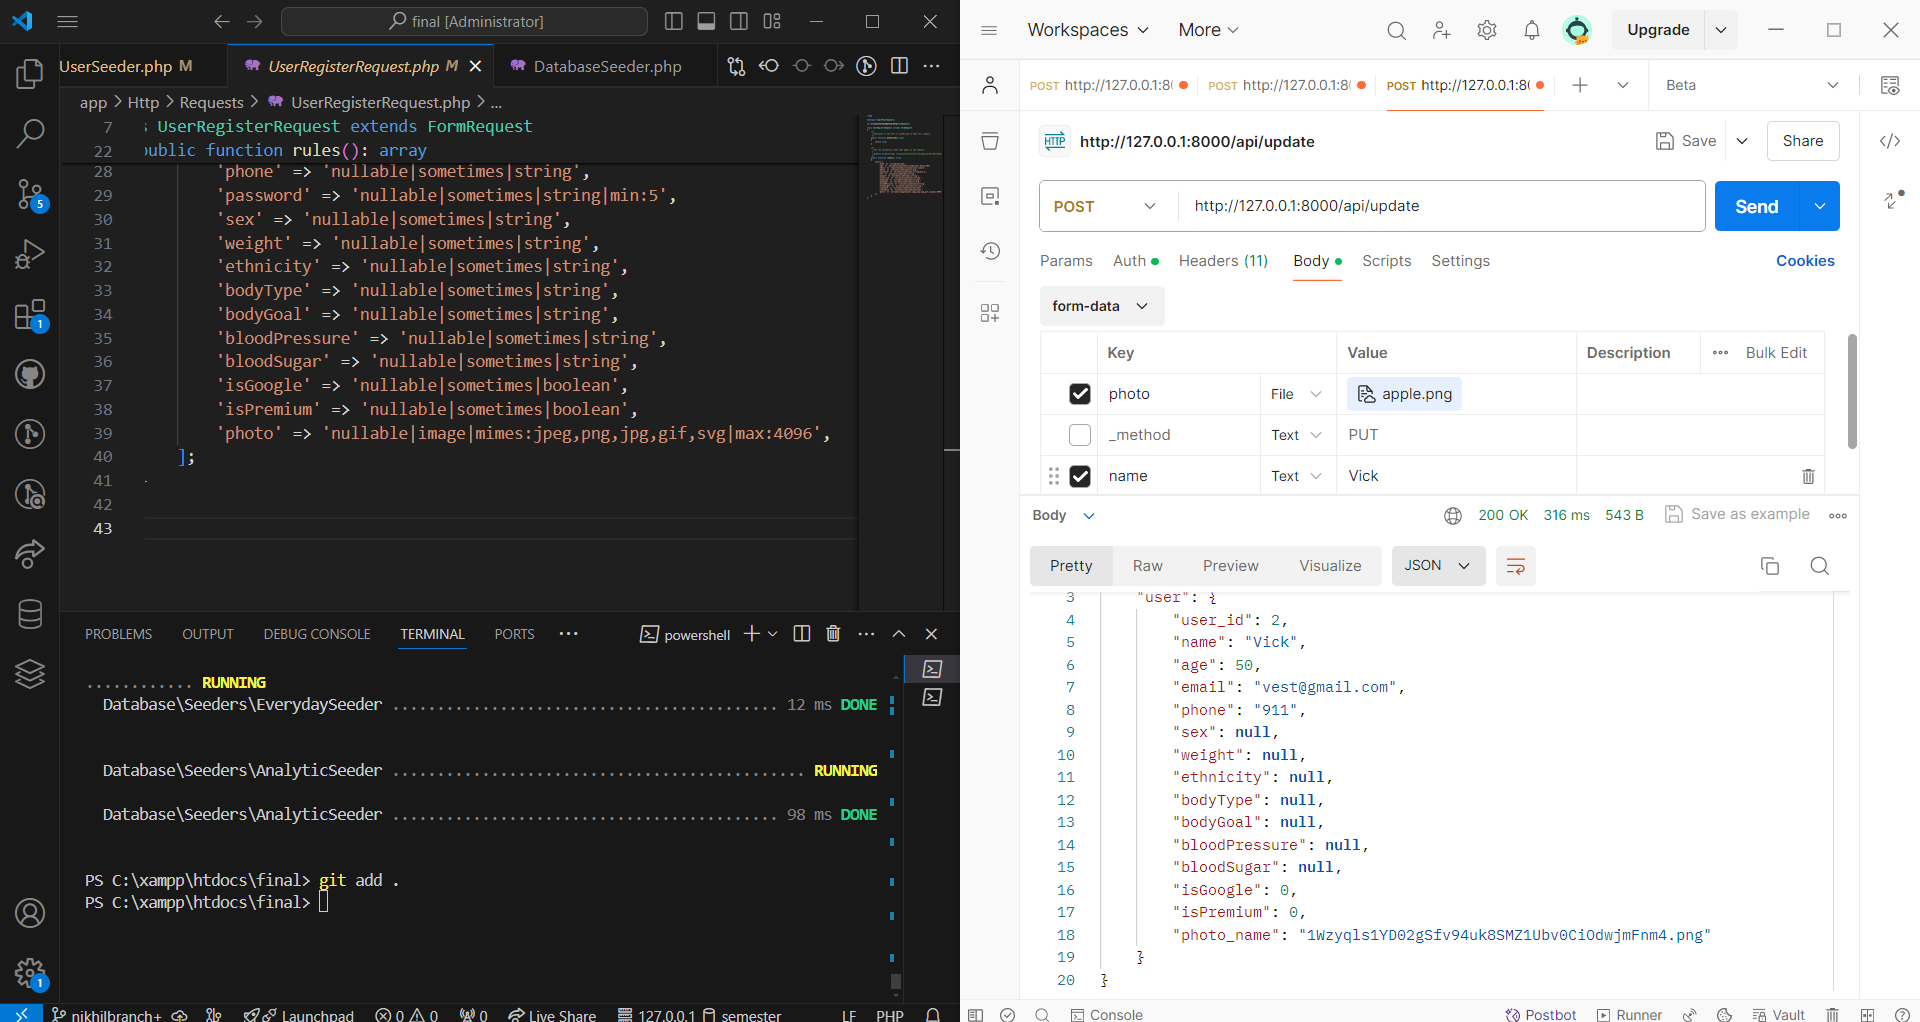 final [Administrator]
UserSeeder.php M
UserRegisterRequest.php M
DatabaseSeeder.php
app > Http > Requests > UserRegisterRequest.php > ...
7 s UserRegisterRequest extends FormRequest
22 public function rules(): array
28 'phone' => 'nullable|sometimes|string',
29 'password' => 'nullable|sometimes|string|min:5',
30 'sex' => 'nullable|sometimes|string',
31 'weight' => 'nullable|sometimes|string',
32 'ethnicity' => 'nullable|sometimes|string',
33 'bodyType' => 'nullable|sometimes|string',
34 'bodyGoal' => 'nullable|sometimes|string',
35 'bloodPressure' => 'nullable|sometimes|string',
36 'bloodSugar' => 'nullable|sometimes|string',
37 'isGoogle' => 'nullable|sometimes|boolean',
38 'isPremium' => 'nullable|sometimes|boolean',
39 'photo' => 'nullable|image|mimes:jpeg,png,jpg,gif,svg|max:4096',
40 ];
41
42
43
5
1
1
PROBLEMS OUTPUT DEBUG CONSOLE TERMINAL PORTS ... powershell
............ RUNNING
Database\Seeders\EverydaySeeder ........................................... 12 ms DONE
Database\Seeders\AnalyticSeeder .............................................. RUNNING
Database\Seeders\AnalyticSeeder ........................................... 98 ms DONE
PS C:\xampp\htdocs\final> git add .
PS C:\xampp\htdocs\final>
nikhilbranch+ Launchpad 0 0 0 Live Share 127.0.0.1 semester LF PHP
Workspaces More Upgrade
POST http://127.0.0.1:8( POST http://127.0.0.1:8( POST http://127.0.0.1:8( Beta
HTTP http://127.0.0.1:8000/api/update Save Share
POST http://127.0.0.1:8000/api/update Send
Params Auth Headers (11) Body Scripts Settings Cookies
form-data
Key Value Description Bulk Edit
photo File apple.png
_method Text PUT
name Text Vick
Body 200 OK 316 ms 543 B Save as example
Pretty Raw Preview Visualize JSON
3 "user": {
4 "user_id": 2,
5 "name": "Vick",
6 "age": 50,
7 "email": "vest@gmail.com",
8 "phone": "911",
9 "sex": null,
10 "weight": null,
11 "ethnicity": null,
12 "bodyType": null,
13 "bodyGoal": null,
14 "bloodPressure": null,
15 "bloodSugar": null,
16 "isGoogle": 0,
17 "isPremium": 0,
18 "photo_name": "1Wzyqls1YD02gSfv94uk8SMZ1Ubv0CiOdwjmFnm4.png"
19 }
20 }
Console Postbot Runner Vault